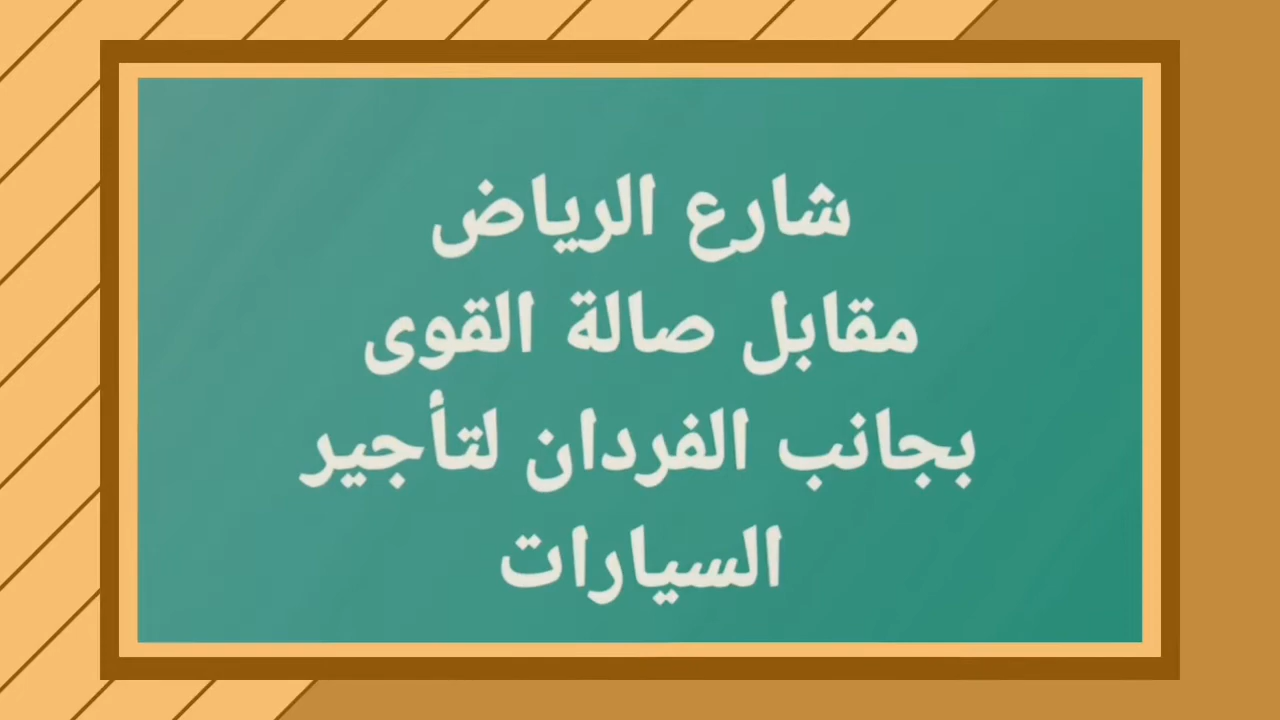 شارع الرياض
مقابل صالة القوى
بجانب الفردان لتأجير
السيارات